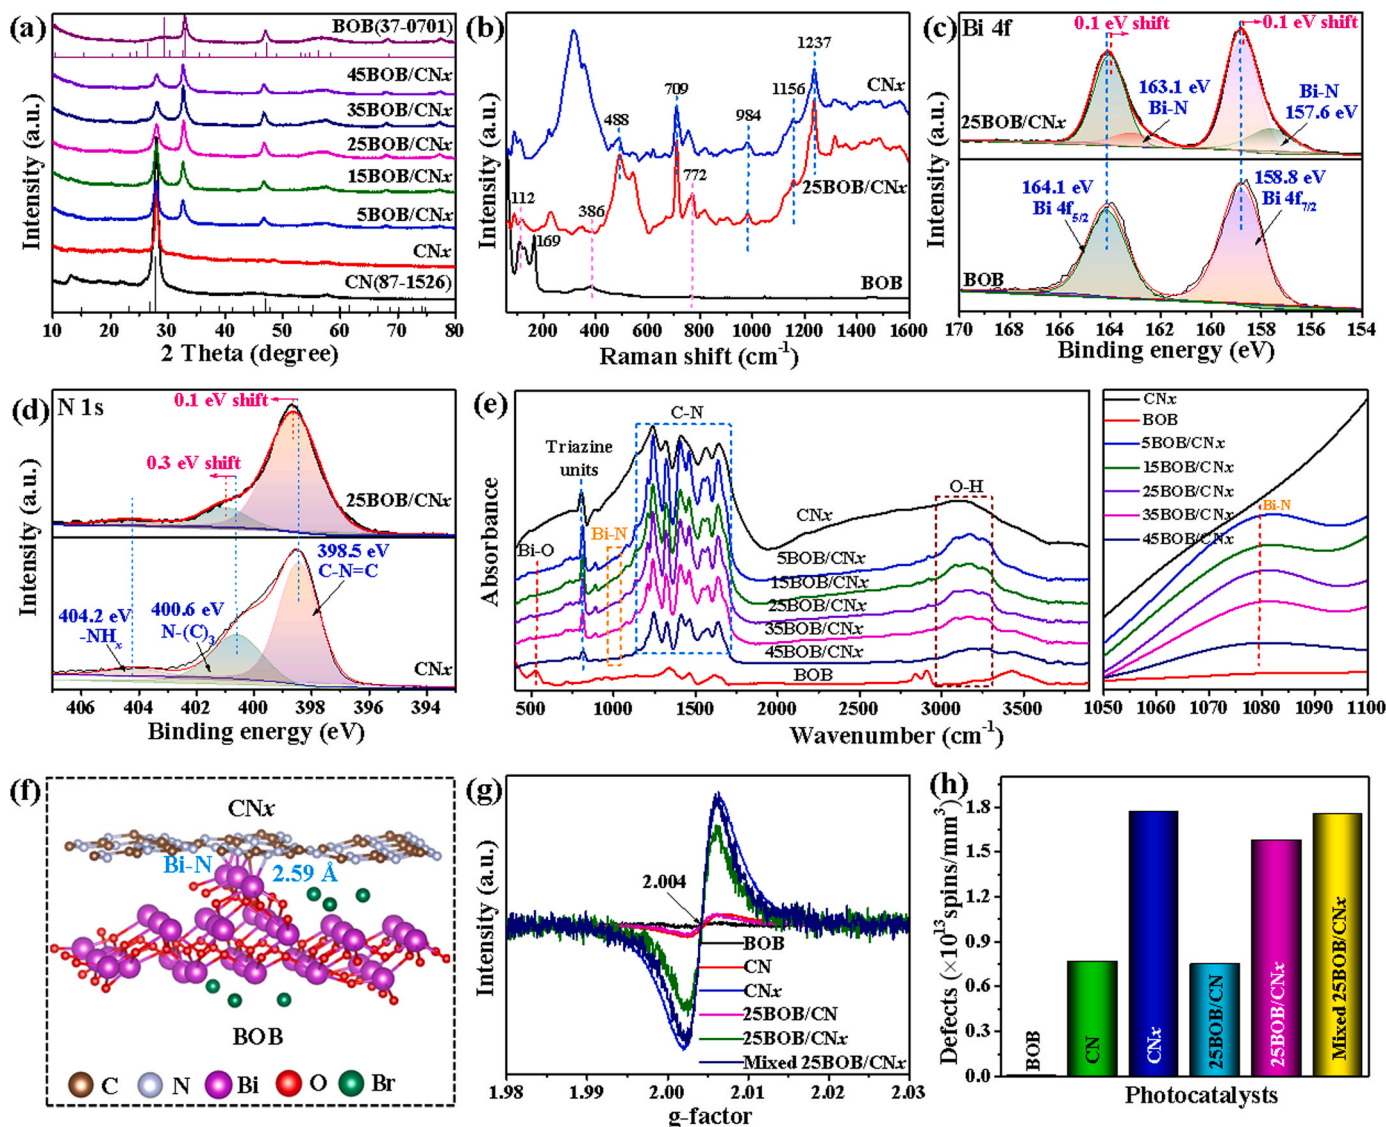 (a)
BOB(37-0701)
45BOB/CNx
35BOB/CNx
25BOB/CNx
15BOB/CNx
5BOB/CNx
CNx
CN(87-1526)
Intensity (a.u.)
10 20 30 40 50 60 70 80
2 Theta (degree)
(b)
1237
CNx
709
1156
488
984
25BOB/CNx
772
112
386
169
BOB
Intensity (a.u.)
200 400 600 800 1000 1200 1400 1600
Raman shift (cm⁻¹)
(c)
Bi 4f
0.1 eV shift
0.1 eV shift
163.1 eV
Bi-N
Bi-N
157.6 eV
25BOB/CNx
164.1 eV
Bi 4f5/2
158.8 eV
Bi 4f7/2
BOB
Intensity (a.u.)
170 168 166 164 162 160 158 156 154
Binding energy (eV)
(d)
N 1s
0.1 eV shift
0.3 eV shift
25BOB/CNx
398.5 eV
C-N=C
400.6 eV
N-(C)3
404.2 eV
-NHx
CNx
Intensity (a.u.)
406 404 402 400 398 396 394
Binding energy (eV)
(e)
C-N
Triazine
units
O-H
Bi-N
Bi-O
CNx
5BOB/CNx
15BOB/CNx
25BOB/CNx
35BOB/CNx
45BOB/CNx
BOB
Absorbance
500 1000 1500 2000 2500 3000 3500
Wavenumber (cm⁻¹)
CNx
BOB
5BOB/CNx
15BOB/CNx
25BOB/CNx
35BOB/CNx
45BOB/CNx
Bi-N
1050 1060 1070 1080 1090 1100
(f)
CNx
Bi-N
2.59 Å
BOB
C N Bi O Br
(g)
2.004
BOB
CN
CNx
25BOB/CN
25BOB/CNx
Mixed 25BOB/CNx
Intensity (a.u.)
1.98 1.99 2.00 2.01 2.02 2.03
g-factor
(h)
1.8
1.5
1.2
0.9
0.6
0.3
0.0
Defects (×10¹³ spins/mm³)
BOB
CN
CNx
25BOB/CN
25BOB/CNx
Mixed 25BOB/CNx
Photocatalysts